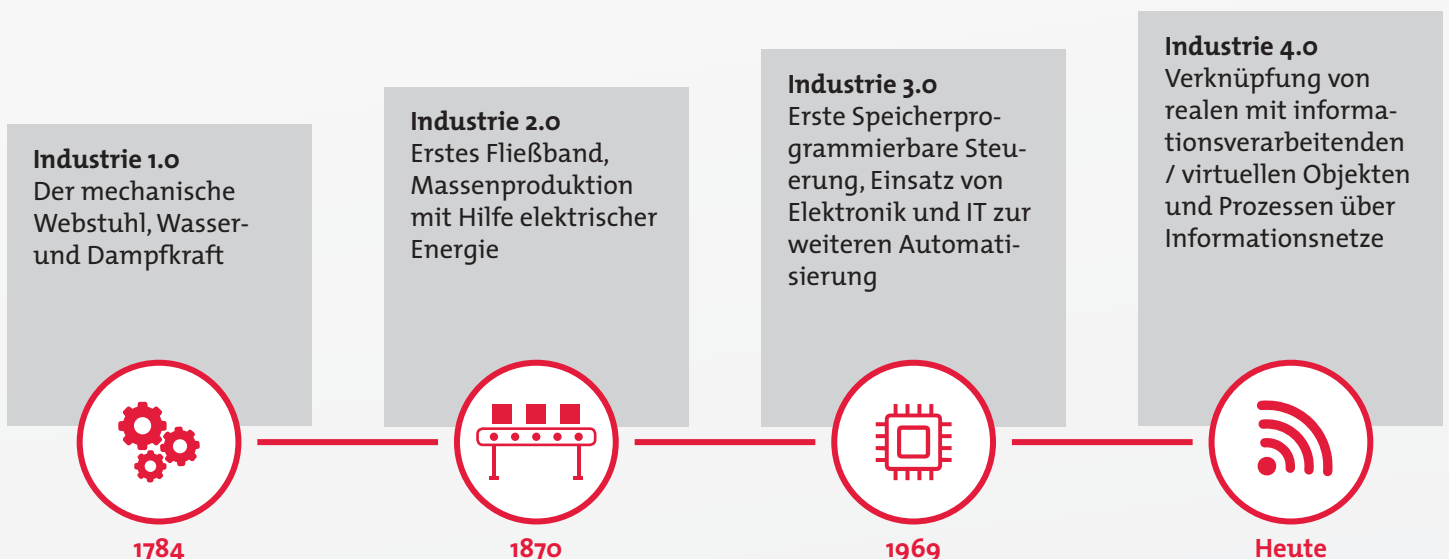 Industrie 1.0
Der mechanische
Webstuhl, Wasser-
und Dampfkraft
1784
Industrie 2.0
Erstes Fließband,
Massenproduktion
mit Hilfe elektrischer
Energie
1870
Industrie 3.0
Erste Speicherpro-
grammierbare Steu-
erung, Einsatz von
Elektronik und IT zur
weiteren Automati-
sierung
1969
Industrie 4.0
Verknüpfung von
realen mit informa-
tionsverarbeitenden
/ virtuellen Objekten
und Prozessen über
Informationsnetze
Heute